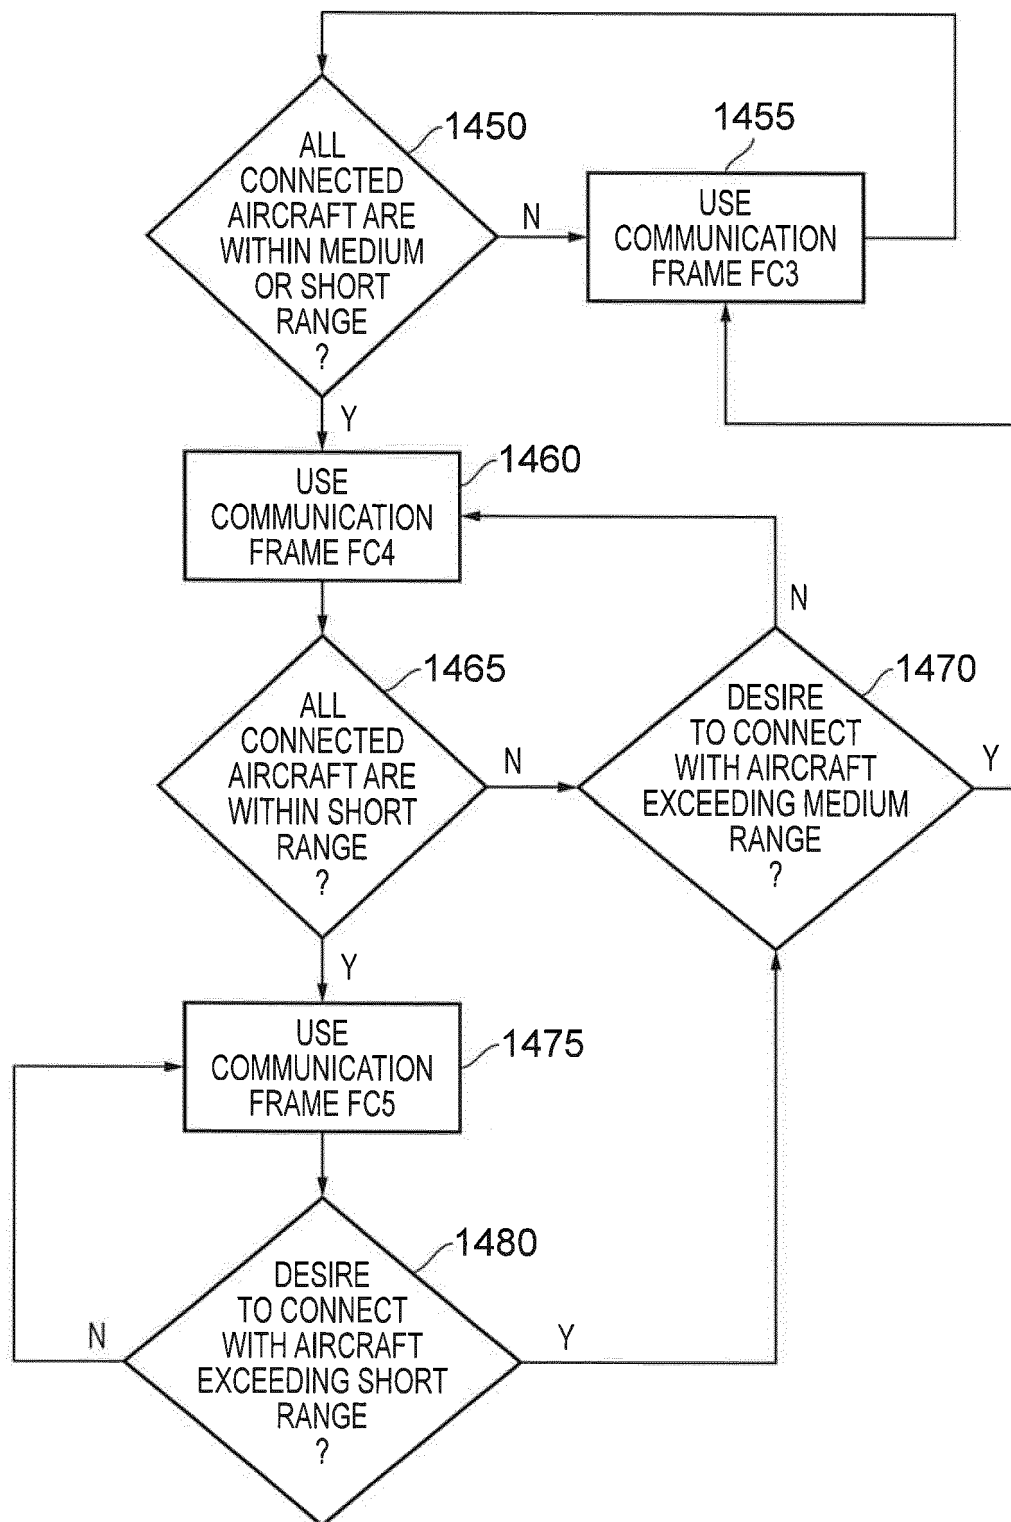 1450
ALL
CONNECTED
AIRCRAFT ARE
WITHIN MEDIUM
OR SHORT
RANGE
?
N
1455
USE
COMMUNICATION
FRAME FC3
Y
1460
USE
COMMUNICATION
FRAME FC4
N
1465
ALL
CONNECTED
AIRCRAFT ARE
WITHIN SHORT
RANGE
?
N
1470
DESIRE
TO CONNECT
WITH AIRCRAFT
EXCEEDING MEDIUM
RANGE
?
Y
Y
1475
USE
COMMUNICATION
FRAME FC5
1480
DESIRE
TO CONNECT
WITH AIRCRAFT
EXCEEDING SHORT
RANGE
?
N
Y